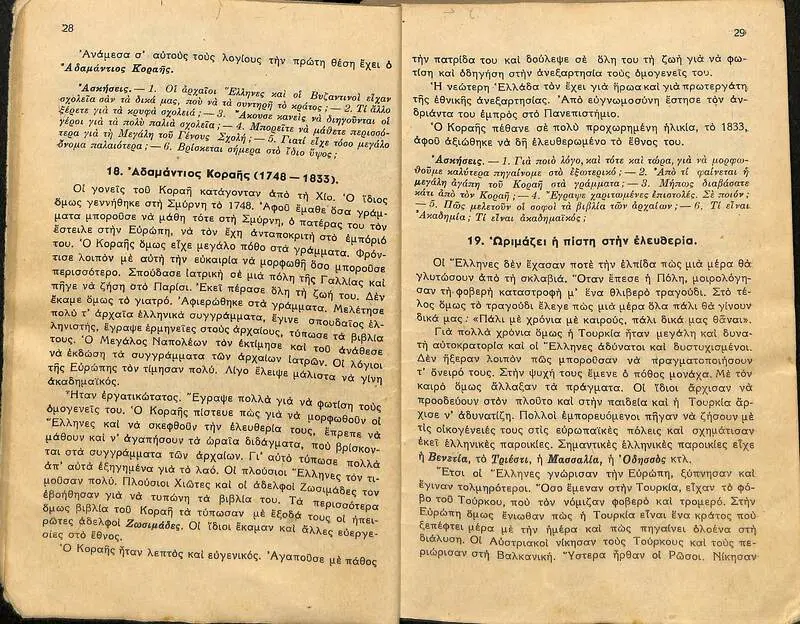 28
Ἀνάμεσα σ' αὐτοὺς τοὺς λογίους τὴν πρώτη θέση ἔχει ὁ
Ἀδαμάντιος Κοραῆς.
Ἀσκήσεις. — 1. Οἱ ἀρχαῖοι Ἕλληνες καὶ οἱ Βυζαντινοὶ εἶχαν
σχολεῖα σὰν τὰ δικά μας, ποὺ νὰ τὰ συντηρῇ τὸ κράτος; — 2. Τί ἄλλο
ξέρετε γιὰ τὰ κρυφὰ σχολειά; — 3. Ἄκουσε κανεὶς νὰ διηγοῦνται οἱ
γέροι γιὰ τὰ πολὺ παλιὰ σχολεῖα; — 4. Μπορεῖτε νὰ μάθετε περισσό-
τερα γιὰ τὴ Μεγάλη τοῦ Γένους Σχολή; — 5. Γιατί εἶχε τόσο μεγάλο
ὄνομα παλαιότερα; — 6. Βρίσκεται σήμερα στὸ ἴδιο ὕψος;
18. Ἀδαμάντιος Κοραῆς (1748 — 1833).
Οἱ γονεῖς τοῦ Κοραῆ κατάγονταν ἀπὸ τὴ Χίο. Ὁ ἴδιος
ὅμως γεννήθηκε στὴ Σμύρνη τὸ 1748. Ἀφοῦ ἔμαθε ὅσα γράμ-
ματα μποροῦσε νὰ μάθη τότε στὴ Σμύρνη, ὁ πατέρας του τὸν
ἔστειλε στὴν Εὐρώπη, νὰ τὸν ἔχη ἀνταποκριτὴ στὸ ἐμπόριό
του. Ὁ Κοραῆς ὅμως εἶχε μεγάλο πόθο στὰ γράμματα. Φρόν-
τισε λοιπὸν μὲ αὐτὴ τὴν εὐκαιρία νὰ μορφωθῆ ὅσο μποροῦσε
περισσότερο. Σπούδασε ἰατρικὴ σὲ μιὰ πόλη τῆς Γαλλίας καὶ
πῆγε νὰ ζήση στὸ Παρίσι. Ἐκεῖ πέρασε ὅλη τὴ ζωή του. Δὲν
ἔκαμε ὅμως τὸ γιατρό. Ἀφιερώθηκε στὰ γράμματα. Μελέτησε
πολὺ τ' ἀρχαῖα ἑλληνικὰ συγγράμματα, ἔγινε σπουδαῖος ἑλ-
ληνιστής, ἔγραψε ἑρμηνεῖες στοὺς ἀρχαίους, τύπωσε τὰ βιβλία
τους. Ὁ Μεγάλος Ναπολέων τὸν ἐκτίμησε καὶ τοῦ ἀνάθεσε
νὰ ἐκδώση τὰ συγγράμματα τῶν ἀρχαίων ἰατρῶν. Οἱ λόγιοι
τῆς Εὐρώπης τὸν τίμησαν πολύ. Λίγο ἔλειψε μάλιστα νὰ γίνη
ἀκαδημαϊκός.
Ἦταν ἐργατικώτατος. Ἔγραψε πολλὰ γιὰ νὰ φωτίση τοὺς
ὁμογενεῖς του. Ὁ Κοραῆς πίστευε πὼς γιὰ νὰ μορφωθοῦν οἱ
Ἕλληνες καὶ νὰ σκεφθοῦν τὴν ἐλευθερία τους, ἔπρεπε νὰ
μάθουν καὶ ν' ἀγαπήσουν τὰ ὡραῖα διδάγματα, ποὺ βρίσκον-
ται στὰ συγγράμματα τῶν ἀρχαίων. Γι' αὐτὸ τύπωσε πολλὰ
ἀπ' αὐτὰ ἐξηγημένα γιὰ τὸ λαό. Οἱ πλούσιοι Ἕλληνες τὸν τι-
μοῦσαν πολύ. Πλούσιοι Χιῶτες καὶ οἱ ἀδελφοὶ Ζωσιμάδες τὸν
ἐβοήθησαν γιὰ νὰ τυπώνη τὰ βιβλία του. Τὰ περισσότερα
ὅμως βιβλία τοῦ Κοραῆ τὰ τύπωσαν μὲ ἔξοδά τους οἱ ἠπει-
ρῶτες ἀδελφοὶ Ζωσιμάδες. Οἱ ἴδιοι ἔκαμαν καὶ ἄλλες εὐεργε-
σίες στὸ ἔθνος.
Ὁ Κοραῆς ἦταν λεπτὸς καὶ εὐγενικός. Ἀγαποῦσε μὲ πάθος
29
τὴν πατρίδα του καὶ δούλεψε σὲ ὅλη του τὴ ζωὴ γιὰ νὰ φω-
τίση καὶ ὁδηγήση στὴν ἀνεξαρτησία τοὺς ὁμογενεῖς του.
Ἡ νεώτερη Ἑλλάδα τὸν ἔχει γιὰ ἥρωα καὶ γιὰ πρωτεργάτη
τῆς ἐθνικῆς ἀνεξαρτησίας. Ἀπὸ εὐγνωμοσύνη ἔστησε τὸν ἀν-
δριάντα του ἐμπρὸς στὸ Πανεπιστήμιο.
Ὁ Κοραῆς πέθανε σὲ πολὺ προχωρημένη ἡλικία, τὸ 1833,
ἀφοῦ ἀξιώθηκε νὰ δῆ ἐλευθερωμένο τὸ ἔθνος του.
Ἀσκήσεις. — 1. Γιὰ ποιὸ λόγο, καὶ τότε καὶ τώρα, γιὰ νὰ μορφω-
θοῦμε καλύτερα πηγαίνομε στὸ ἐξωτερικό; — 2. Ἀπὸ τί φαίνεται ἡ
μεγάλη ἀγάπη τοῦ Κοραῆ στὰ γράμματα; — 3. Μήπως διαβάσατε
κάτι ἀπὸ τὸν Κοραῆ; — 4. Ἔγραψε χαριτωμένες ἐπιστολές. Σὲ ποιόν;
— 5. Πῶς μελετοῦν οἱ σοφοὶ τὰ βιβλία τῶν ἀρχαίων; — 6. Τί εἶναι
Ἀκαδημία; Τί εἶναι ἀκαδημαϊκός;
19. Ὡριμάζει ἡ πίστη στὴν ἐλευθερία.
Οἱ Ἕλληνες δὲν ἔχασαν ποτὲ τὴν ἐλπίδα πὼς μιὰ μέρα θὰ
γλυτώσουν ἀπὸ τὴ σκλαβιά. Ὅταν ἔπεσε ἡ Πόλη, μοιρολόγη-
σαν τὴ φοβερὴ καταστροφὴ μ' ἕνα θλιβερὸ τραγούδι. Στὸ τέ-
λος ὅμως τὸ τραγούδι ἔλεγε πὼς μιὰ μέρα ὅλα πάλι θὰ γίνουν
δικά μας : «Πάλι μὲ χρόνια μὲ καιρούς, πάλι δικά μας θἆναι».
Γιὰ πολλὰ χρόνια ὅμως ἡ Τουρκία ἦταν μεγάλη καὶ δυνα-
τὴ αὐτοκρατορία καὶ οἱ Ἕλληνες ἀδύνατοι καὶ δυστυχισμένοι.
Δὲν ἤξεραν λοιπὸν πῶς μποροῦσαν νὰ πραγματοποιήσουν
τ' ὄνειρό τους. Στὴν ψυχή τους ἔμενε ὁ πόθος μονάχα. Μὲ τὸν
καιρὸ ὅμως ἄλλαξαν τὰ πράγματα. Οἱ ἴδιοι ἄρχισαν νὰ
προοδεύουν στὸν πλοῦτο καὶ στὴν παιδεία καὶ ἡ Τουρκία ἄρ-
χισε ν' ἀδυνατίζη. Πολλοὶ ἐμπορευόμενοι πῆγαν νὰ ζήσουν μὲ
τὶς οἰκογένειές τους στὶς εὐρωπαϊκὲς πόλεις καὶ σχημάτισαν
ἐκεῖ ἑλληνικὲς παροικίες. Σημαντικὲς ἑλληνικὲς παροικίες εἶχε
ἡ Βενετία, τὸ Τριέστι, ἡ Μασσαλία, ἡ Ὀδησσὸς κτλ.
Ἔτσι οἱ Ἕλληνες γνώρισαν τὴν Εὐρώπη, ξύπνησαν καὶ
ἔγιναν τολμηρότεροι. Ὅσο ἔμεναν στὴν Τουρκία, εἶχαν τὸ φό-
βο τοῦ Τούρκου, ποὺ τὸν νόμιζαν φοβερὸ καὶ τρομερό. Στὴν
Εὐρώπη ὅμως ἔνιωθαν πὼς ἡ Τουρκία εἶναι ἕνα κράτος ποὺ
ξεπέφτει μέρα μὲ τὴν ἡμέρα καὶ πὼς πηγαίνει ὁλοένα στὴ
διάλυση. Οἱ Αὐστριακοὶ νίκησαν τοὺς Τούρκους καὶ τοὺς πε-
ριώρισαν στὴ Βαλκανική. Ὕστερα ἦρθαν οἱ Ρῶσοι. Νίκησαν